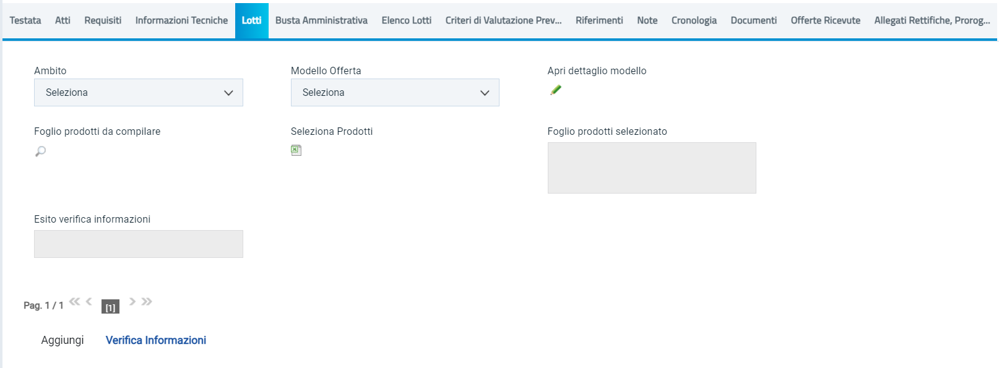 Testata Atti Requisiti Informazioni Tecniche Lotti Busta Amministrativa Elenco Lotti Criteri di Valutazione Prev... Riferimenti Note Cronologia Documenti Offerte Ricevute Allegati Rettifiche, Prorog...
Ambito Modello Offerta Apri dettaglio modello
Seleziona Seleziona
Foglio prodotti da compilare Seleziona Prodotti Foglio prodotti selezionato
Esito verifica informazioni
Pag. 1 / 1 [1]
Aggiungi Verifica Informazioni